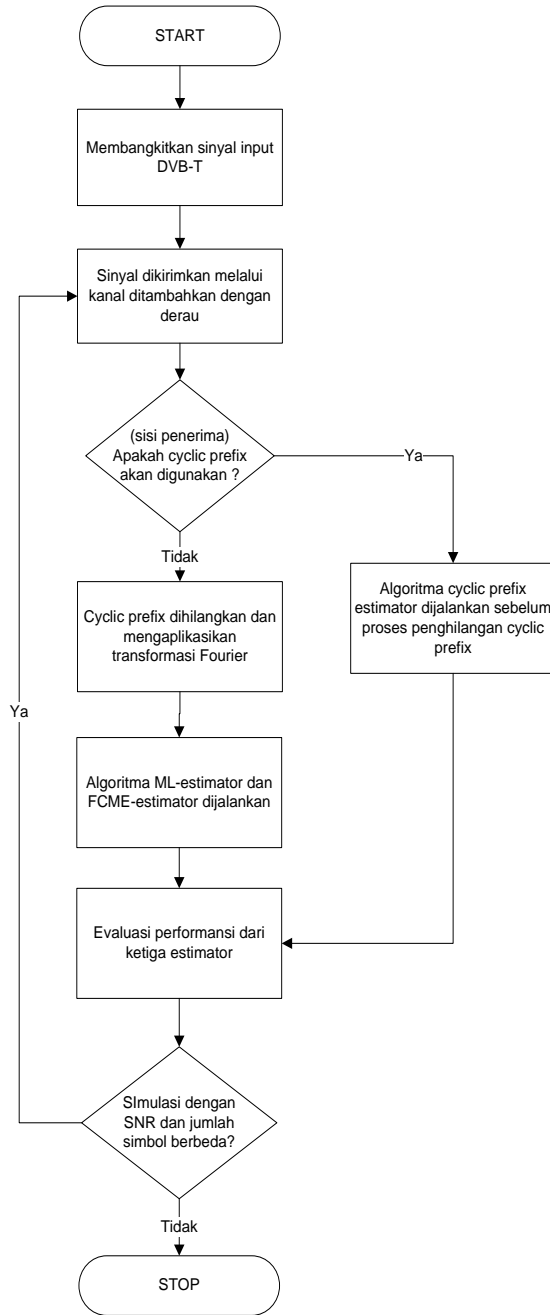 START
Membangkitkan sinyal input
DVB-T
Sinyal dikirimkan melalui
kanal ditambahkan dengan
derau
(sisi penerima)
Apakah cyclic prefix
akan digunakan ?
Ya
Tidak
Cyclic prefix dihilangkan dan
mengaplikasikan
transformasi Fourier
Algoritma cyclic prefix
estimator dijalankan sebelum
proses penghilangan cyclic
prefix
Ya
Algoritma ML-estimator dan
FCME-estimator dijalankan
Evaluasi performansi dari
ketiga estimator
SImulasi dengan
SNR dan jumlah
simbol berbeda?
Tidak
STOP